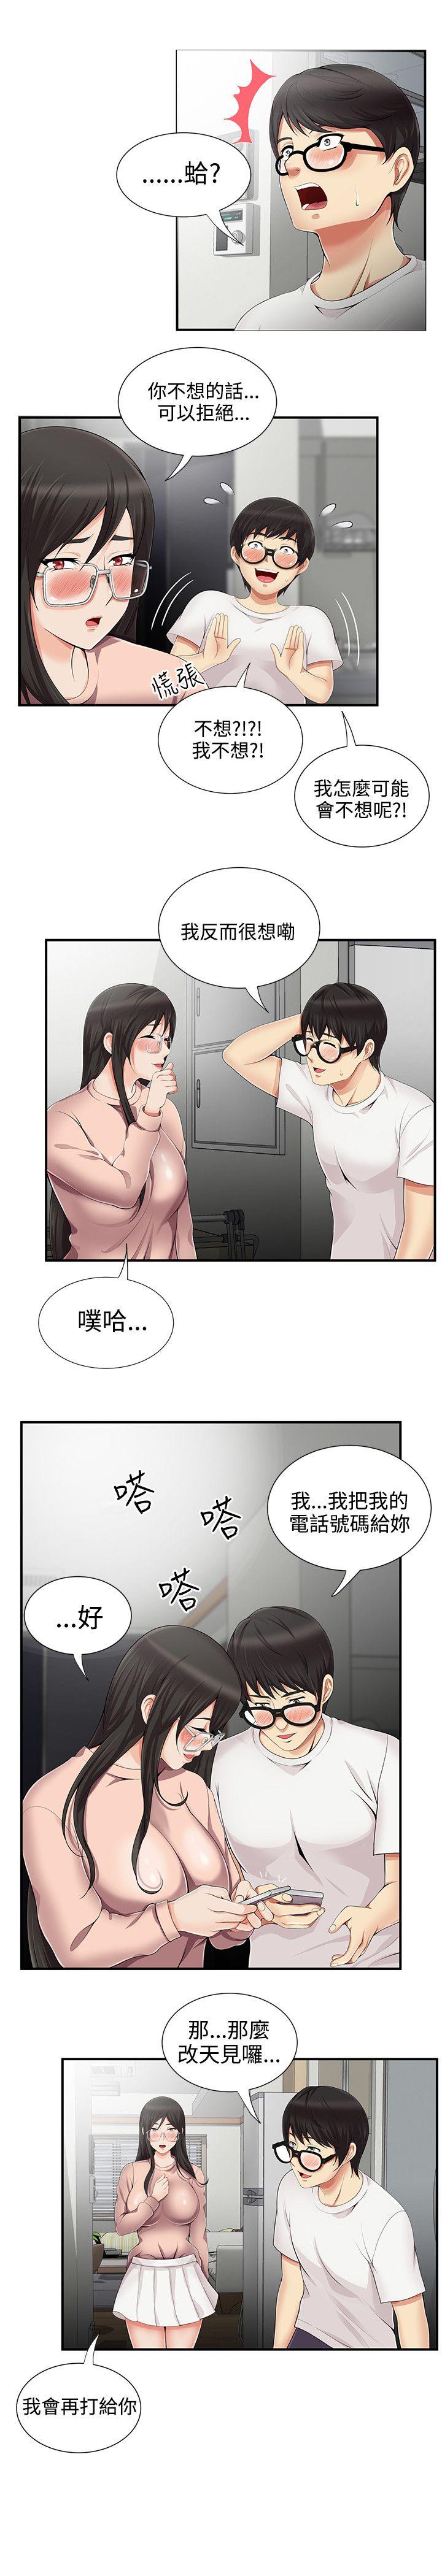 ......蛤?
你不想的話...
可以拒絕...
慌張
不想?!?!
我不想?!
我怎麼可能
會不想呢?!
我反而很想嘞
噗哈...
嗒
嗒
嗒
我...我把我的
電話號碼給妳
...好
那...那麼
改天見囉...
我會再打給你